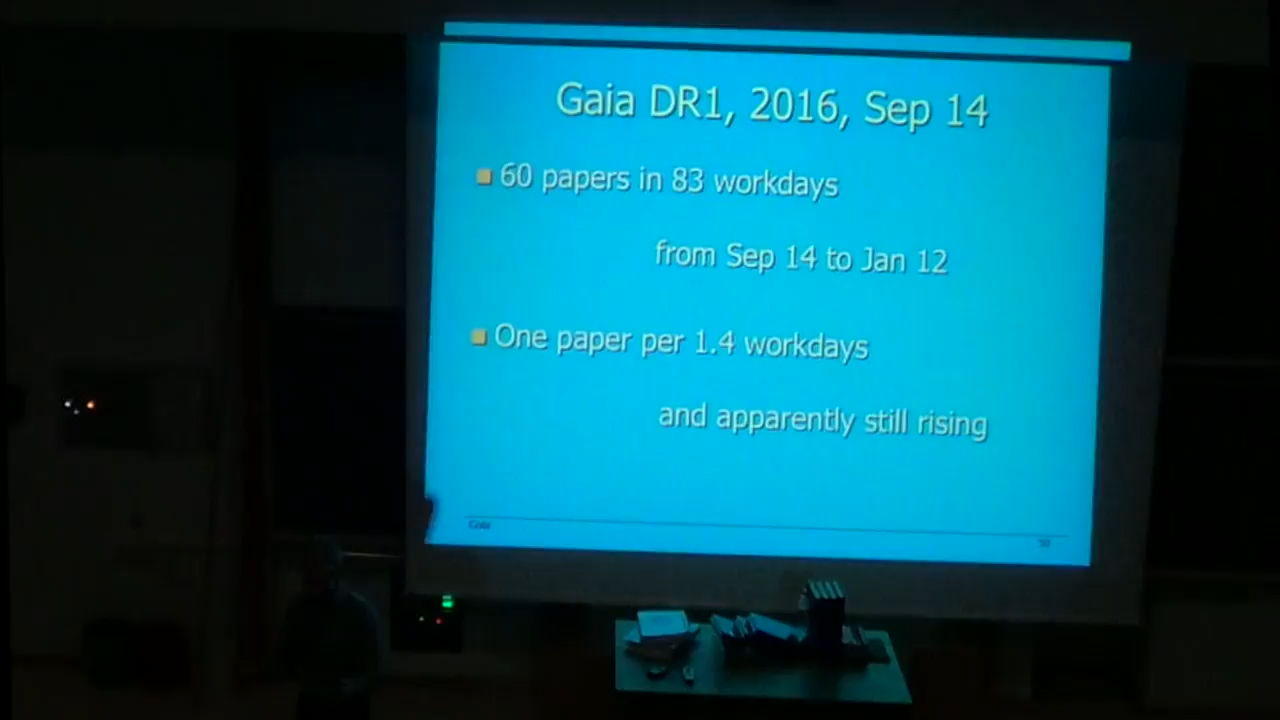 Gaia DR1, 2016, Sep 14
60 papers in 83 workdays
from Sep 14 to Jan 12
One paper per 1.4 workdays
and apparently still rising
Gaia